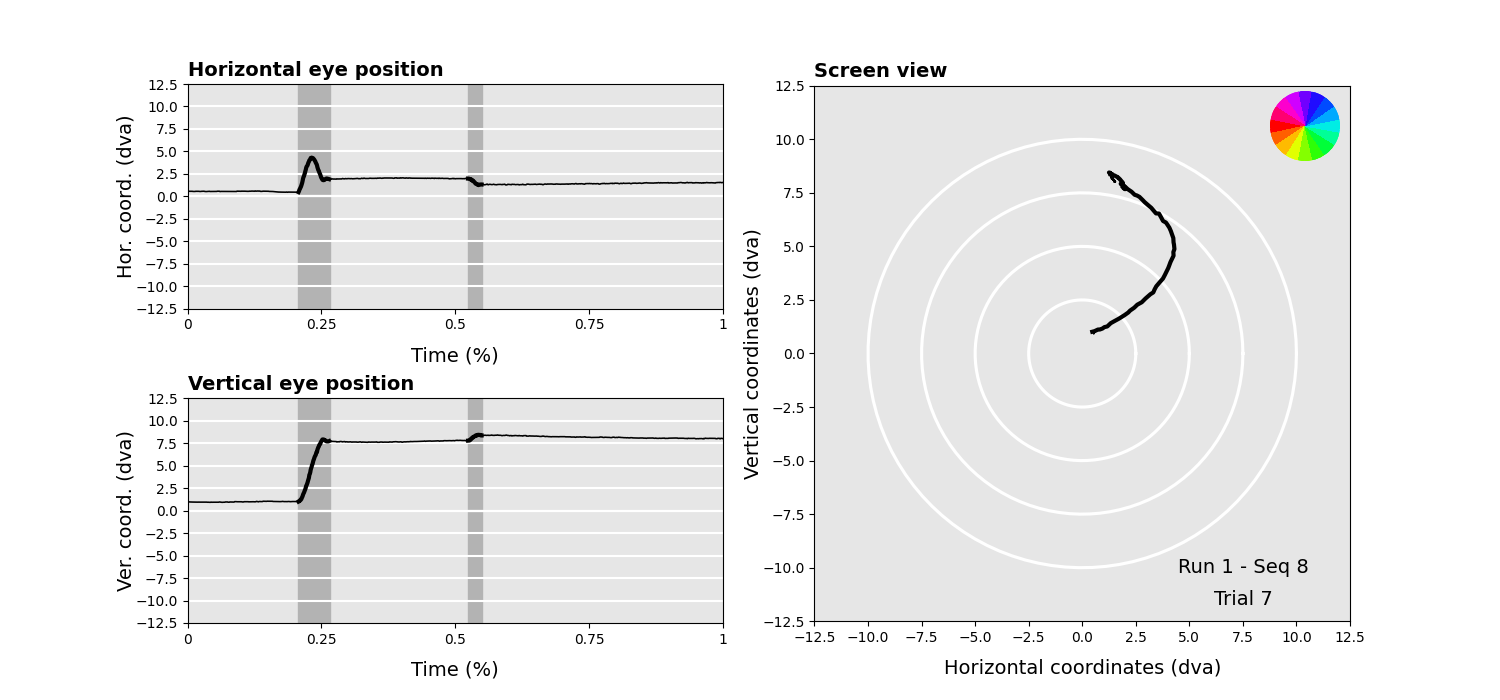 Horizontal eye position
12.5
10.0
7.5
5.0
2.5
0.0
−2.5
−5.0
−7.5
−10.0
−12.5
Hor. coord. (dva)
0 0.25 0.5 0.75 1
Time (%)
Vertical eye position
12.5
10.0
7.5
5.0
2.5
0.0
−2.5
−5.0
−7.5
−10.0
−12.5
Ver. coord. (dva)
0 0.25 0.5 0.75 1
Time (%)
Screen view
12.5
10.0
7.5
5.0
2.5
0.0
−2.5
−5.0
−7.5
−10.0
−12.5
Vertical coordinates (dva)
Run 1 - Seq 8
Trial 7
−12.5 −10.0 −7.5 −5.0 −2.5 0.0 2.5 5.0 7.5 10.0 12.5
Horizontal coordinates (dva)